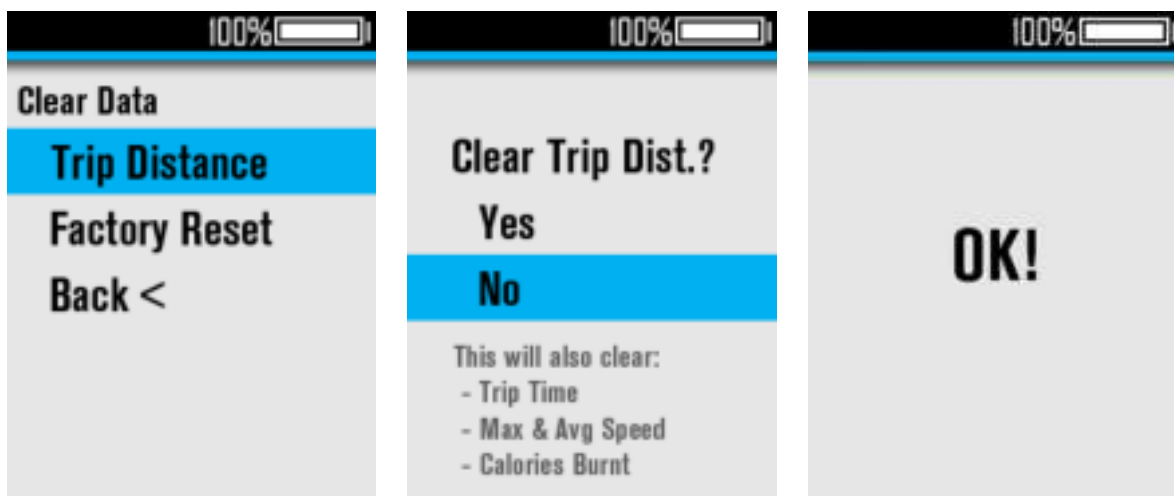 100%
Clear Data
Trip Distance
Factory Reset
Back <
100%
Clear Trip Dist.?
Yes
No
This will also clear:
- Trip Time
- Max & Avg Speed
- Calories Burnt
100%
OK!